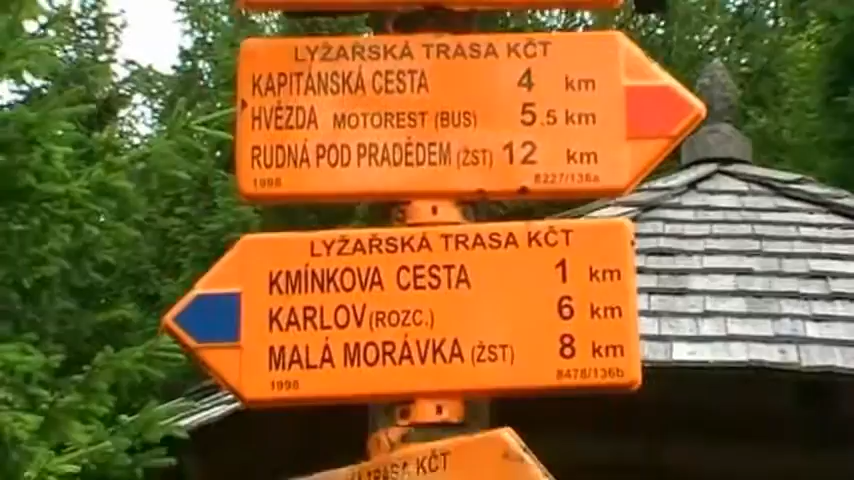 LYŽAŘSKÁ TRASA KČT
KAPITÁNSKÁ CESTA 4 km
HVĚZDA MOTOREST (BUS) 5.5 km
RUDNÁ POD PRADĚDEM (ŽST) 12 km
1998 8227/136a
LYŽAŘSKÁ TRASA KČT
KMÍNKOVA CESTA 1 km
KARLOV (ROZC.) 6 km
MALÁ MORÁVKA (ŽST) 8 km
1998 8478/136b
TRASA KČT